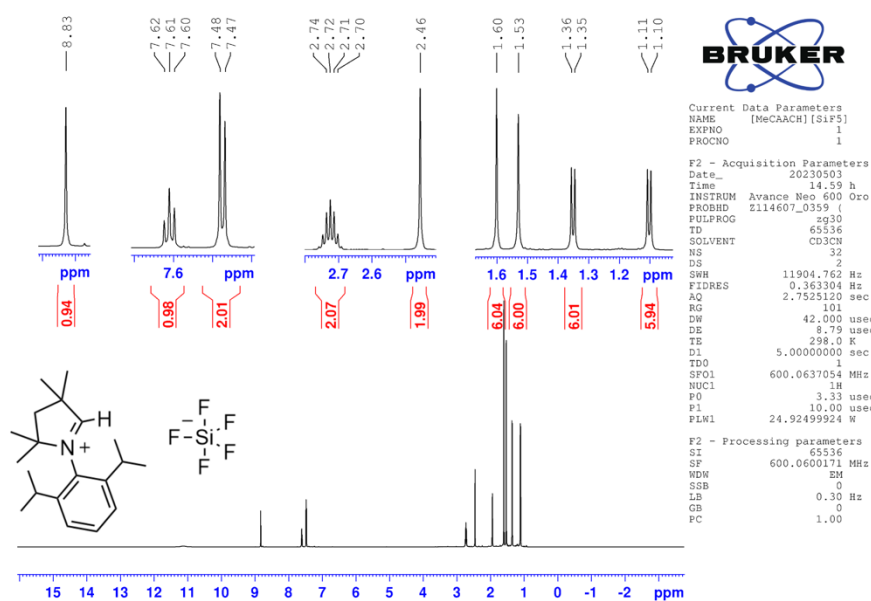 8.83
7.62
7.61
7.60
7.48
7.47
2.74
2.72
2.71
2.70
2.46
1.60
1.53
1.36
1.35
1.11
1.10
BRUKER
ppm
7.6 ppm
2.7 2.6 ppm
1.6 1.5 1.4 1.3 1.2 ppm
0.94
0.98
2.01
2.07
1.99
6.04
6.00
6.01
5.94
H
N
+
F
F
−
F Si
F
F
15 14 13 12 11 10 9 8 7 6 5 4 3 2 1 0 -1 -2 ppm
Current Data Parameters
NAME [MeCAACH][SiF5]
EXPNO 1
PROCNO 1
F2 - Acquisition Parameters
Date_ 20230503
Time 14.59 h
INSTRUM Avance Neo 600 Oro
PROBHD Z114607_0359 (
PULPROG zg30
TD 65536
SOLVENT CD3CN
NS 32
DS 2
SWH 11904.762 Hz
FIDRES 0.363304 Hz
AQ 2.7525120 sec
RG 101
DW 42.000 usec
DE 8.79 usec
TE 298.0 K
D1 5.00000000 sec
TD0 1
SFO1 600.0637054 MHz
NUC1 1H
P0 3.33 usec
P1 10.00 usec
PLW1 24.92499924 W
F2 - Processing parameters
SI 65536
SF 600.0600171 MHz
WDW EM
SSB 0
LB 0.30 Hz
GB 0
PC 1.00